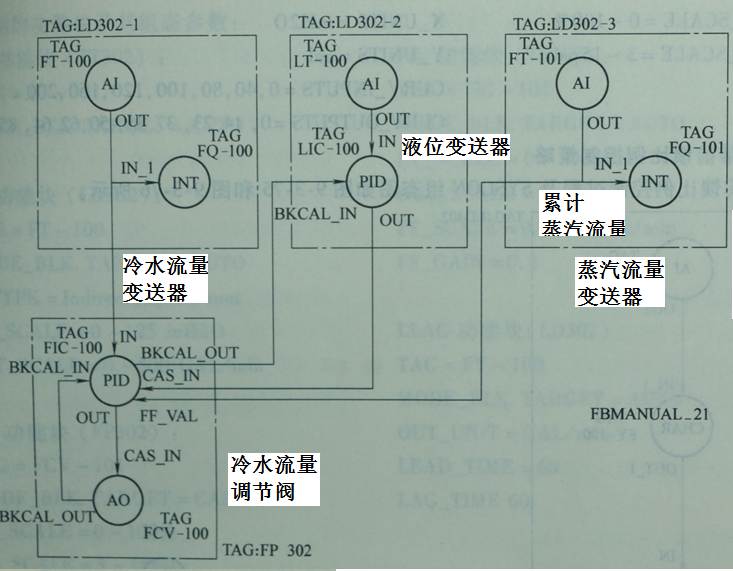 TAG:LD302-1
TAG
FT-100
AI
OUT
TAG
FQ-100
IN_1
INT
冷水流量
变送器
TAG:LD302-2
TAG
LT-100
AI
OUT
IN
TAG
LIC-100
PID
BKCAL_IN
OUT
液位变送器
TAG:LD302-3
TAG
FT-101
AI
OUT
TAG
FQ-101
IN_1
INT
累计
蒸汽流量
蒸汽流量
变送器
TAG
FIC-100
IN
BKCAL_IN
BKCAL_OUT
PID
CAS_IN
OUT
FF_VAL
CAS_IN
AO
BKCAL_OUT
TAG
FCV-100
冷水流量
调节阀
TAG:FP 302
FBMANUAL_21